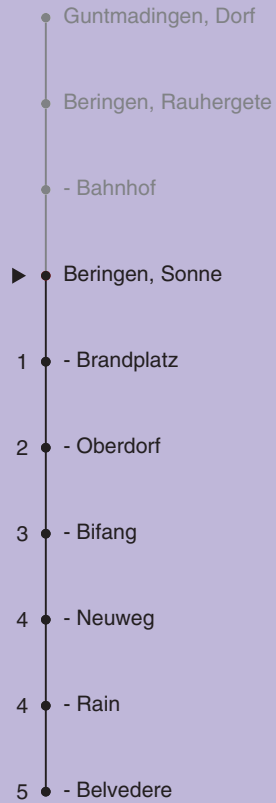 Guntmadingen, Dorf
Beringen, Rauhergete
- Bahnhof
Beringen, Sonne
1 - Brandplatz
2 - Oberdorf
3 - Bifang
4 - Neuweg
4 - Rain
5 - Belvedere